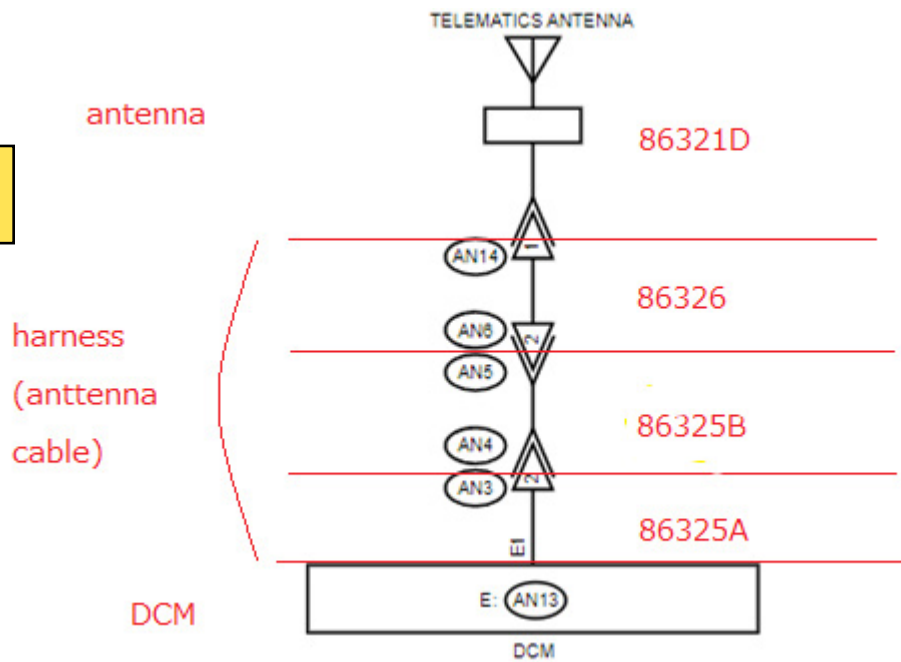 TELEMATICS ANTENNA
antenna
86321D
1
AN14
86326
AN6
2
harness
(anttenna
cable)
AN5
86325B
AN4
2
AN3
86325A
E1
E: AN13
DCM
DCM